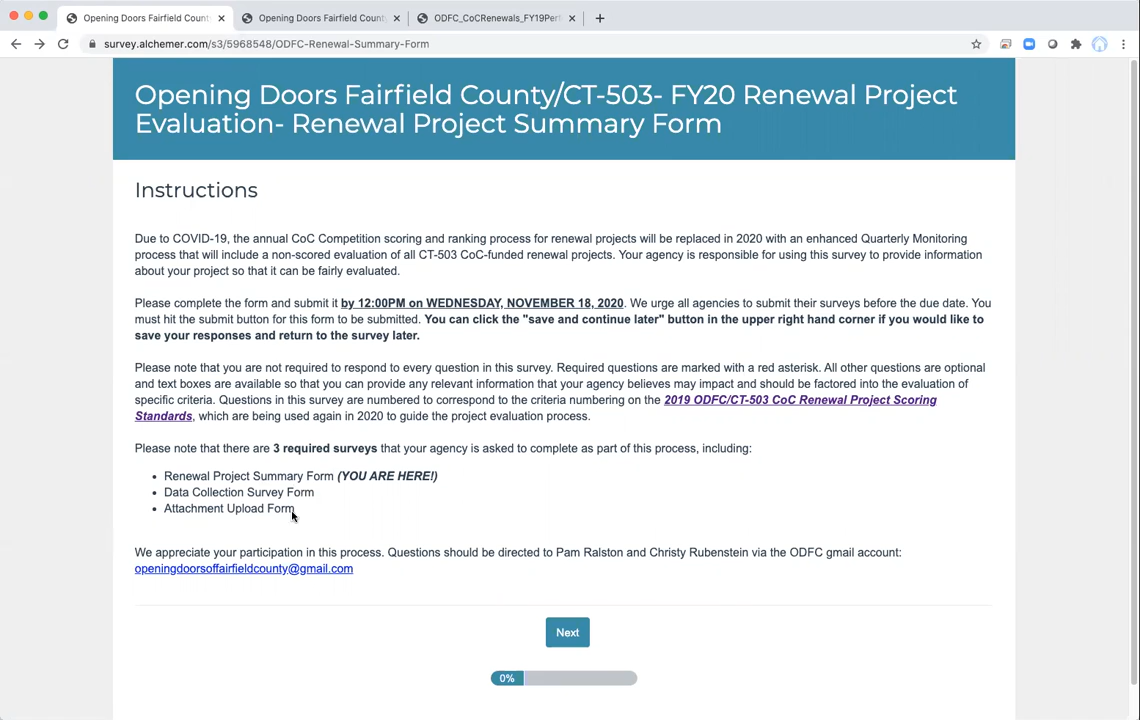 Opening Doors Fairfield Count
Opening Doors Fairfield Count
ODFC_CoCRenewals_FY19Per
survey.alchemer.com/s3/5968548/ODFC-Renewal-Summary-Form
Opening Doors Fairfield County/CT-503- FY20 Renewal Project
Evaluation- Renewal Project Summary Form
Instructions
Due to COVID-19, the annual CoC Competition scoring and ranking process for renewal projects will be replaced in 2020 with an enhanced Quarterly Monitoring
process that will include a non-scored evaluation of all CT-503 CoC-funded renewal projects. Your agency is responsible for using this survey to provide information
about your project so that it can be fairly evaluated.
Please complete the form and submit it by 12:00PM on WEDNESDAY, NOVEMBER 18, 2020. We urge all agencies to submit their surveys before the due date. You
must hit the submit button for this form to be submitted. You can click the "save and continue later" button in the upper right hand corner if you would like to
save your responses and return to the survey later.
Please note that you are not required to respond to every question in this survey. Required questions are marked with a red asterisk. All other questions are optional
and text boxes are available so that you can provide any relevant information that your agency believes may impact and should be factored into the evaluation of
specific criteria. Questions in this survey are numbered to correspond to the criteria numbering on the 2019 ODFC/CT-503 CoC Renewal Project Scoring
Standards, which are being used again in 2020 to guide the project evaluation process.
Please note that there are 3 required surveys that your agency is asked to complete as part of this process, including:
• Renewal Project Summary Form (YOU ARE HERE!)
• Data Collection Survey Form
• Attachment Upload Form
We appreciate your participation in this process. Questions should be directed to Pam Ralston and Christy Rubenstein via the ODFC gmail account:
openingdoorsoffairfieldcounty@gmail.com
Next
0%